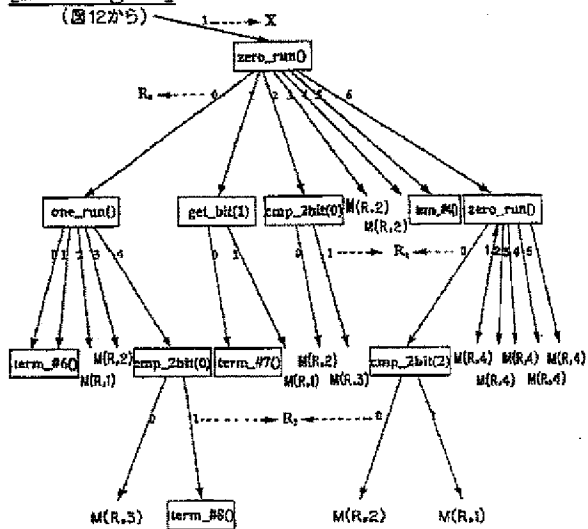 (図12から)
1 X
zero_run()
R₀ 0 1 2 3 4 5 6
one_run() get_bit(1) cmp_2bit(0) M(R,2) term_#4() zero_run()
M(R,2)
0 1 2 3 4 0 1 0 1 0 1 2 3 4 5
term_#6() M(R,2) cmp_2bit(0) term_#7() M(R,2) cmp_2bit(2) M(R,4) M(R,4) M(R,4)
M(R,1) M(R,1) M(R,3) M(R,4) M(R,4)
0 1 0 1
M(R,3) term_#8() M(R,2) M(R,1)